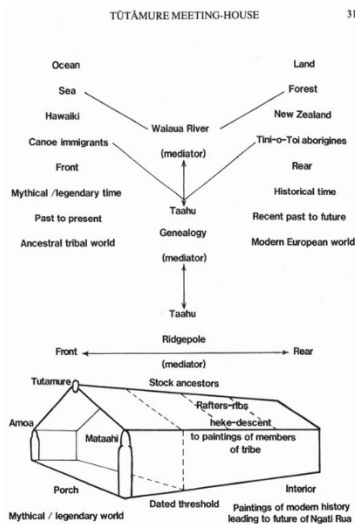 TŪTĀMURE MEETING-HOUSE 31
Ocean Land
Sea Forest
Hawaiki New Zealand
Waiaua River
Canoe immigrants Tini-o-Toi aborigines
(mediator)
Front Rear
Mythical /legendary time Historical time
Past to present Recent past to future
Taahu
Ancestral tribal world Modern European world
Genealogy
(mediator)
Taahu
Ridgepole
Front Rear
(mediator)
Tutamure Stock ancestors
Rafters-ribs
Amoa heke-descent
Mataahi to paintings of members
of tribe
Porch Interior
Dated threshold
Mythical / legendary world Paintings of modern history
leading to future of Ngati Rua